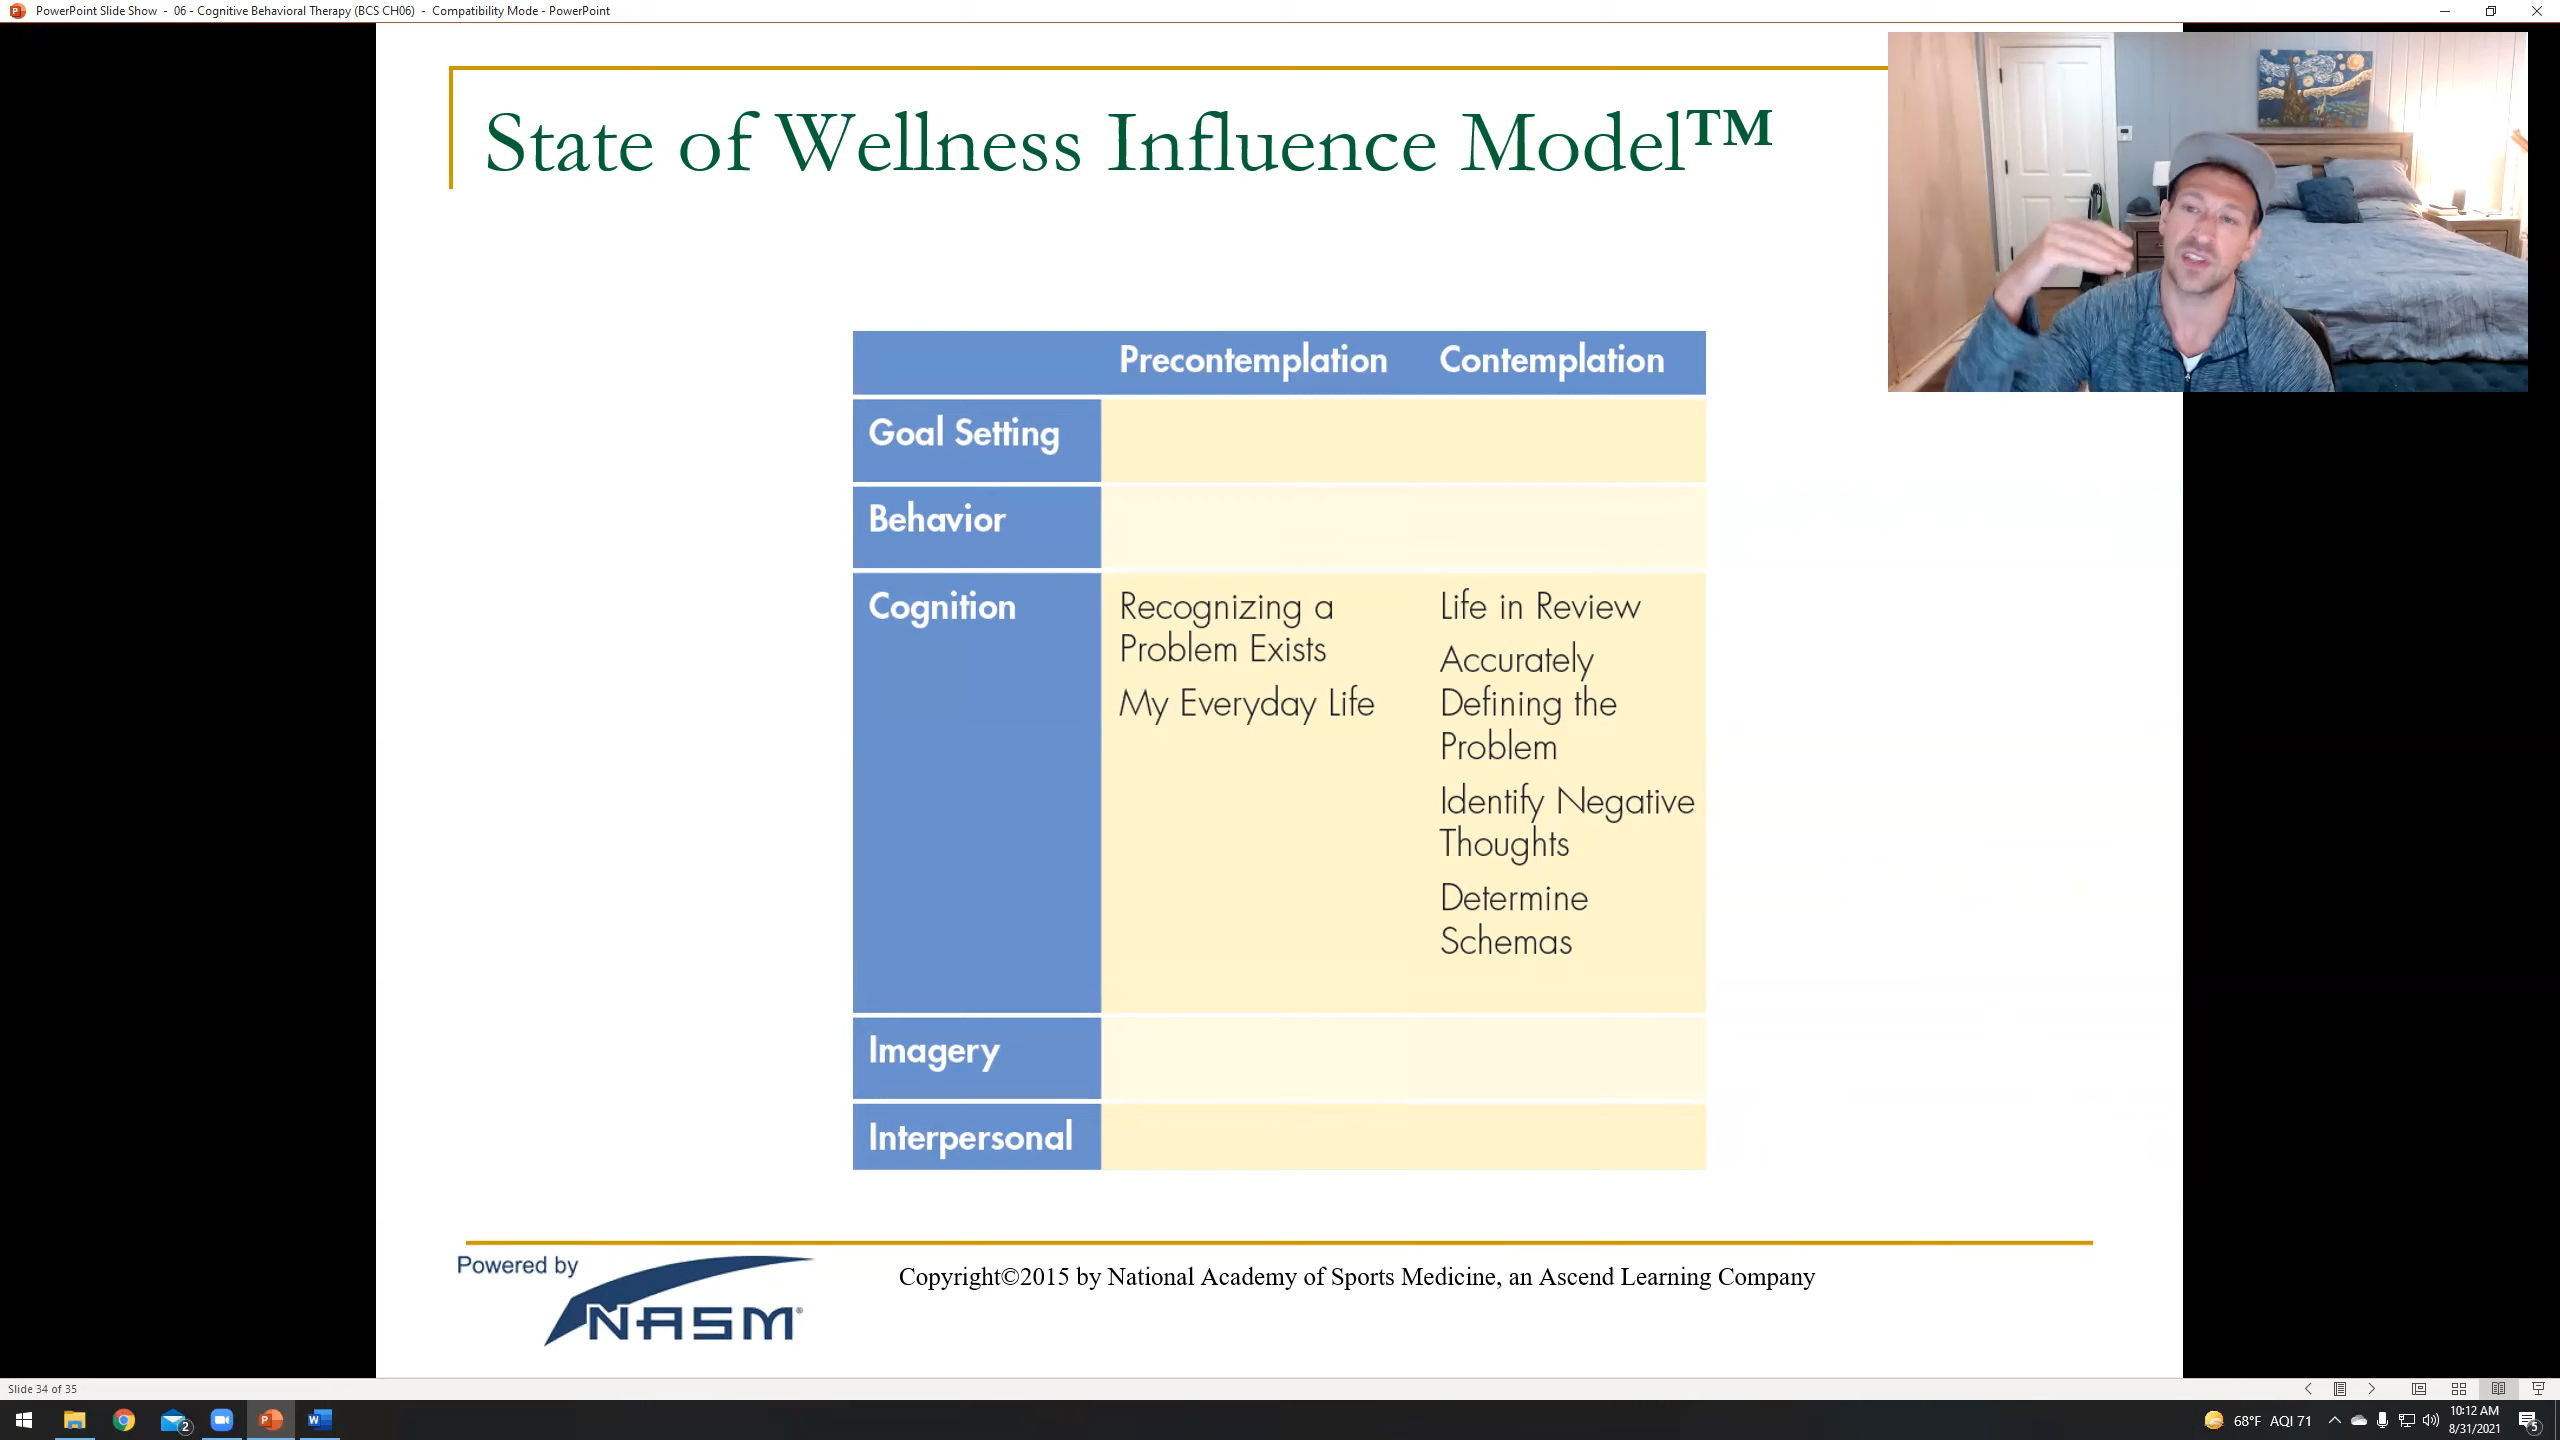 PowerPoint Slide Show - 06 - Cognitive Behavioral Therapy (BCS CH06) - Compatibility Mode - PowerPoint
State of Wellness Influence Model™
Precontemplation Contemplation
Goal Setting
Behavior
Cognition
Recognizing a
Problem Exists
My Everyday Life
Life in Review
Accurately
Defining the
Problem
Identify Negative
Thoughts
Determine
Schemas
Imagery
Interpersonal
Powered by
NASM®
Copyright©2015 by National Academy of Sports Medicine, an Ascend Learning Company
Slide 34 of 35
2
68°F AQI 71
10:12 AM
8/31/2021
5